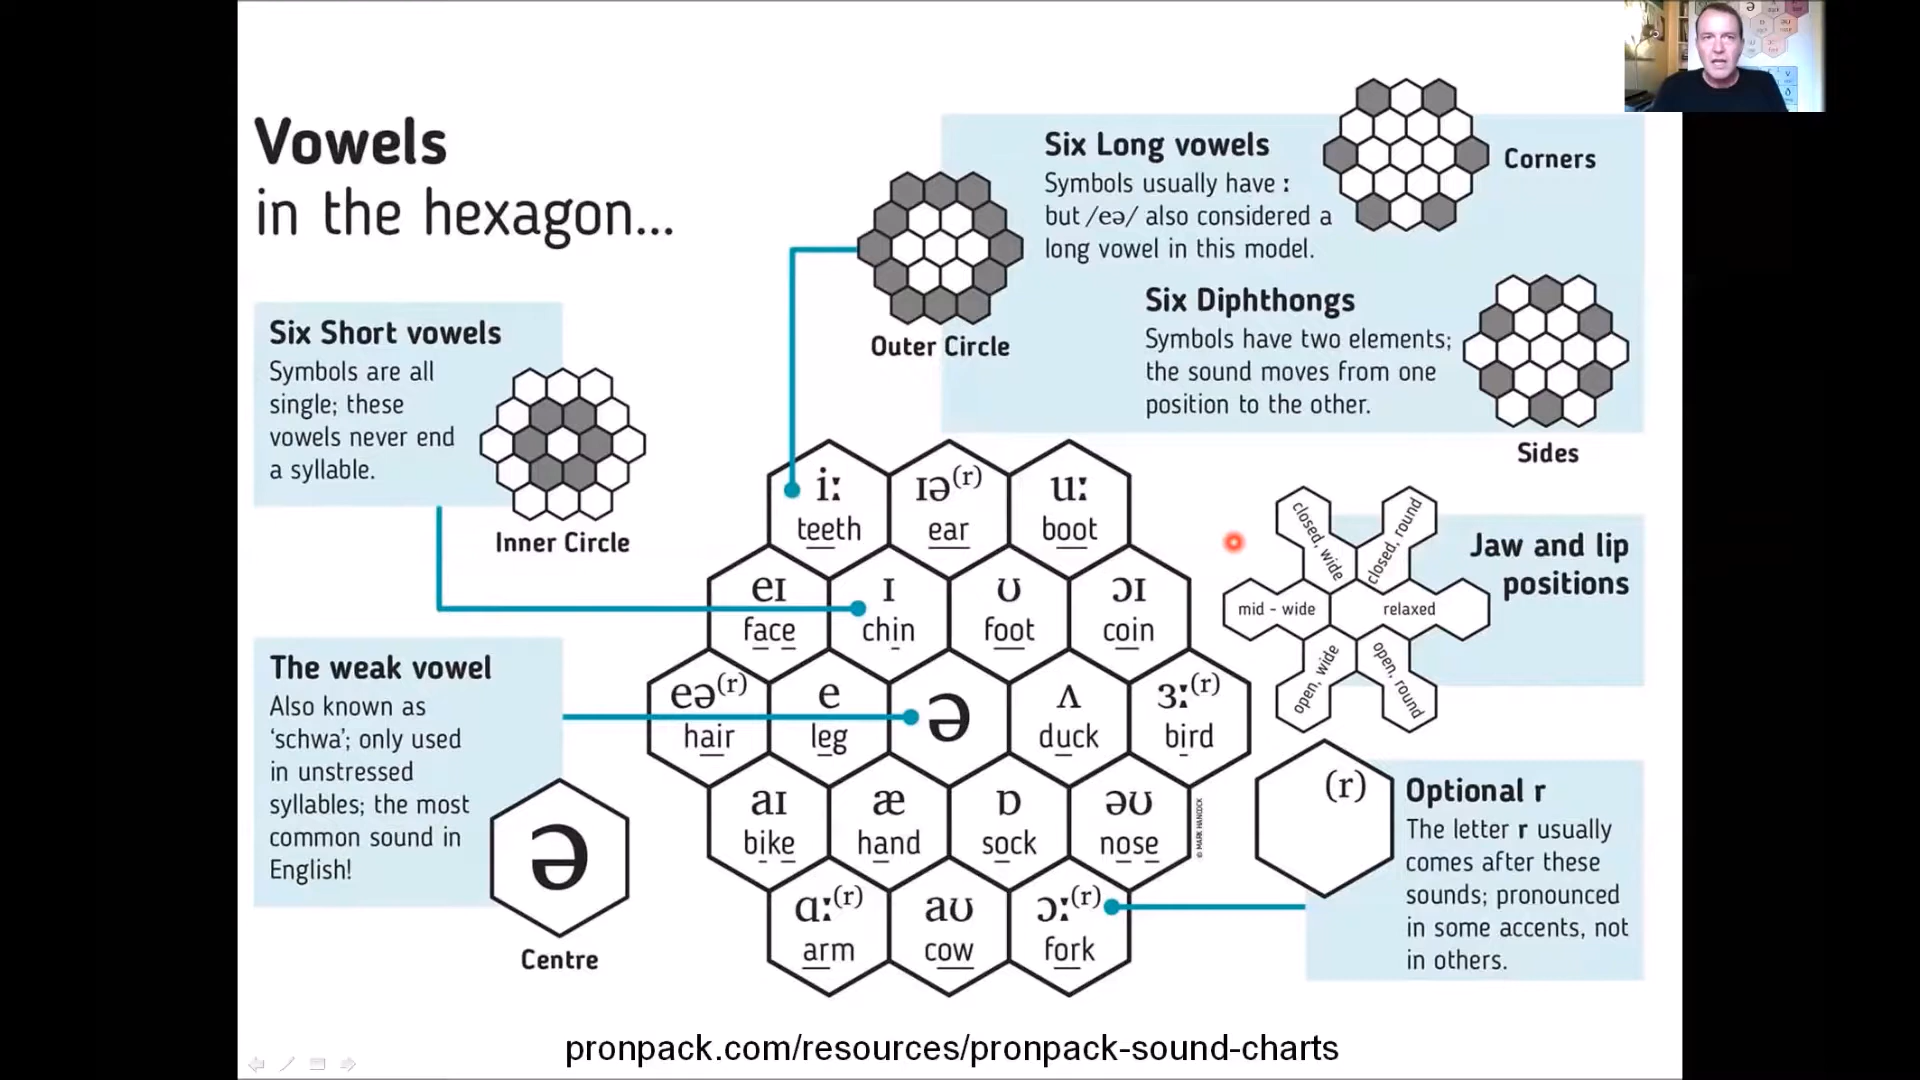 Vowels
in the hexagon...
Six Short vowels
Symbols are all
single; these
vowels never end
a syllable.
Inner Circle
The weak vowel
Also known as
‘schwa’; only used
in unstressed
syllables; the most
common sound in
English!
ə
Centre
Outer Circle
Six Long vowels
Symbols usually have :
but /eə/ also considered a
long vowel in this model.
Corners
Six Diphthongs
Symbols have two elements;
the sound moves from one
position to the other.
Sides
iː ɪə(r) uː
teeth ear boot
eɪ ɪ ʊ ɔɪ
face chin foot coin
eə(r) e ə ʌ ɜː(r)
hair leg duck bird
aɪ æ ɒ əʊ
bike hand sock nose
ɑː(r) aʊ ɔː(r)
arm cow fork
© MARK HANCOCK
Jaw and lip
positions
closed, wide
closed, round
mid - wide
relaxed
open, wide
open, round
(r)
Optional r
The letter r usually
comes after these
sounds; pronounced
in some accents, not
in others.
pronpack.com/resources/pronpack-sound-charts